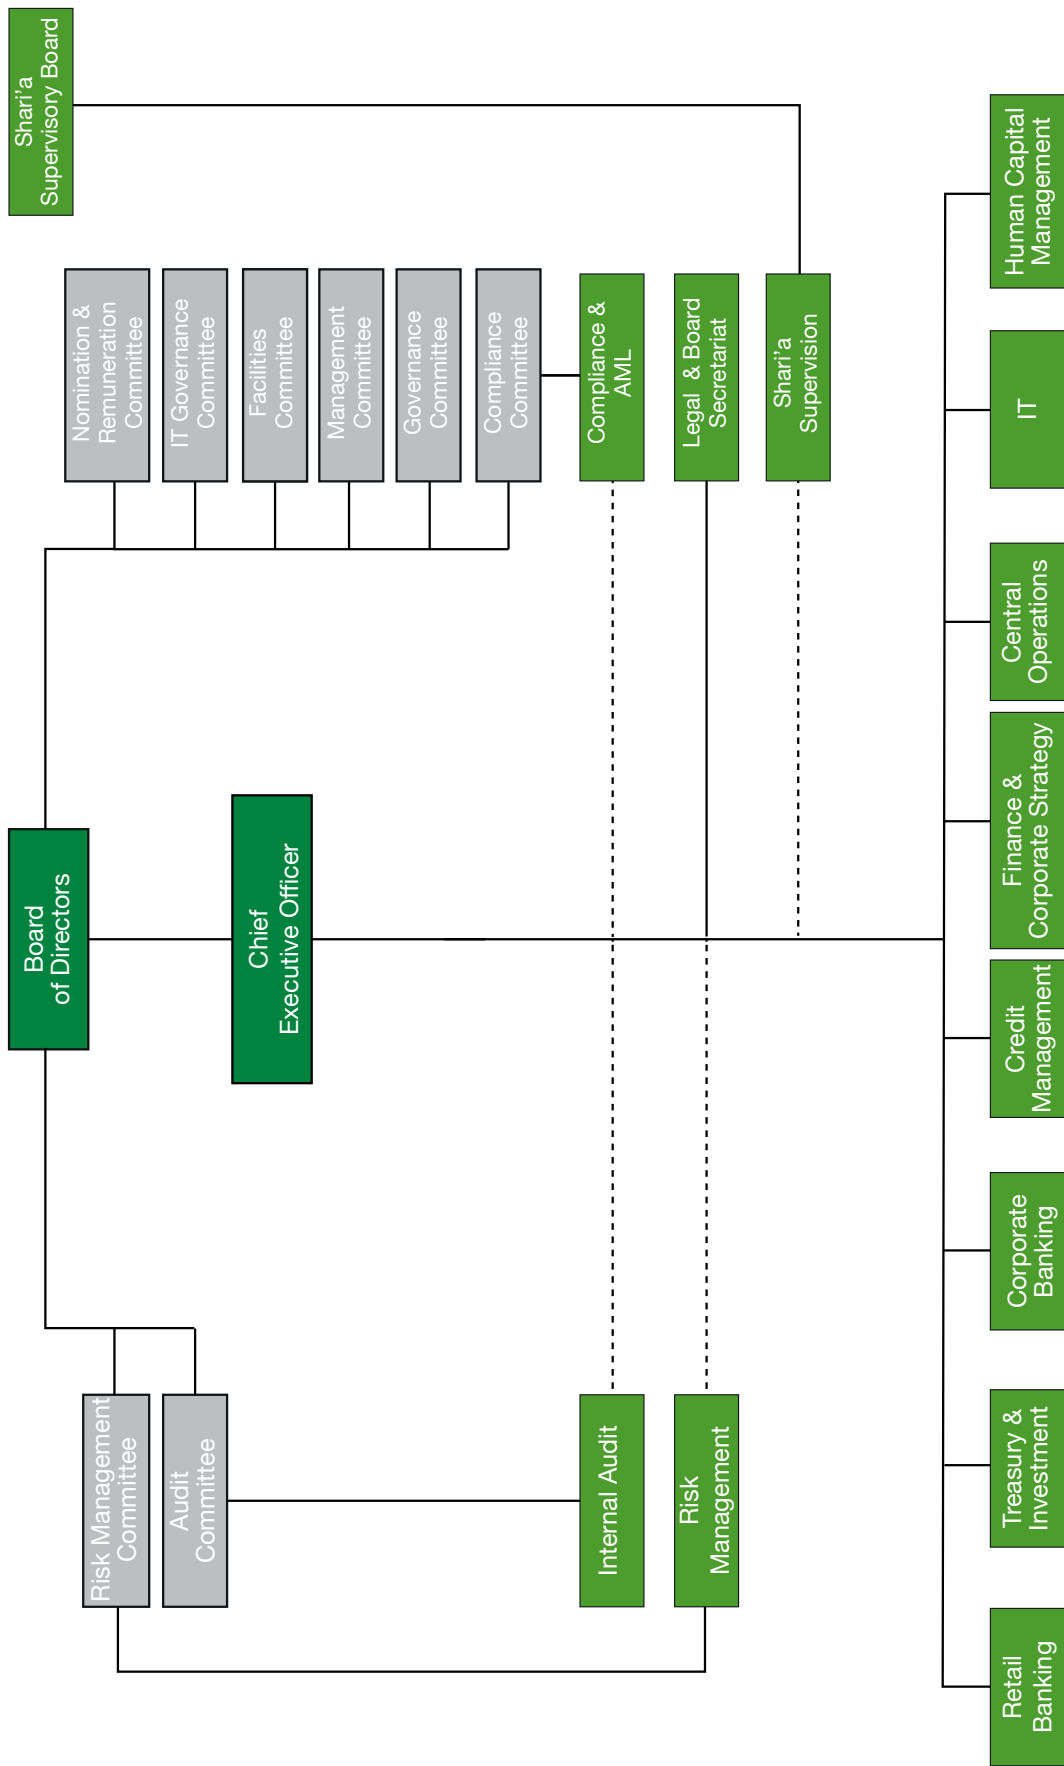 Board
of Directors
Shari'a
Supervisory Board
Chief
Executive Officer
Risk Management
Committee
Audit
Committee
Nomination &
Remuneration
Committee
IT Governance
Committee
Facilities
Committee
Management
Committee
Governance
Committee
Compliance
Committee
Internal Audit
Compliance &
AML
Risk
Management
Legal & Board
Secretariat
Shari'a
Supervision
Retail
Banking
Treasury &
Investment
Corporate
Banking
Credit
Management
Finance &
Corporate Strategy
Central
Operations
IT
Human Capital
Management